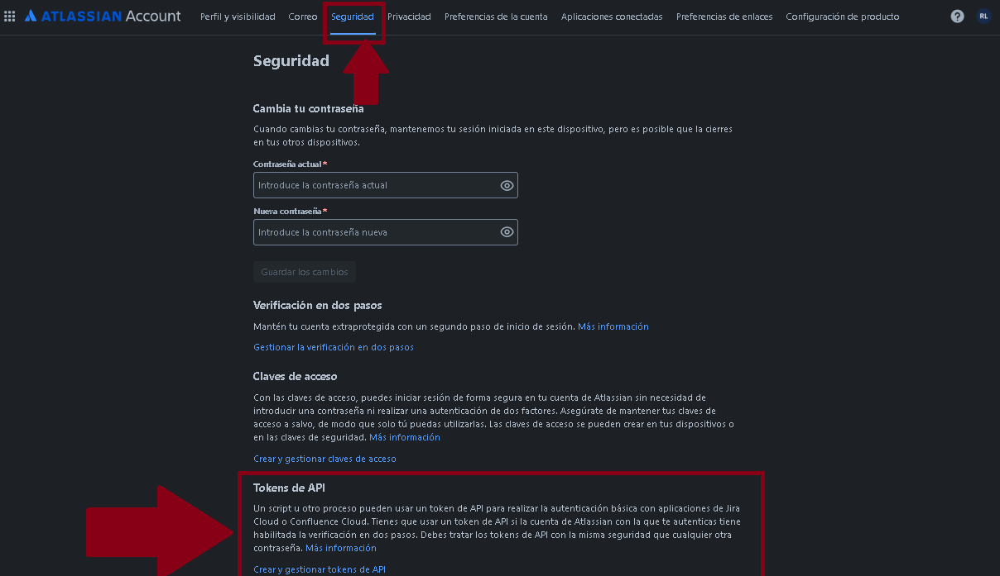 ATLASSIAN Account Perfil y visibilidad Correo Seguridad Privacidad Preferencias de la cuenta Aplicaciones conectadas Preferencias de enlaces Configuración de producto ? RL
Seguridad
Cambia tu contraseña
Cuando cambias tu contraseña, mantenemos tu sesión iniciada en este dispositivo, pero es posible que la cierres
en tus otros dispositivos.
Contraseña actual*
Introduce la contraseña actual
Nueva contraseña*
Introduce la contraseña nueva
Guardar los cambios
Verificación en dos pasos
Mantén tu cuenta extraprotegida con un segundo paso de inicio de sesión. Más información
Gestionar la verificación en dos pasos
Claves de acceso
Con las claves de acceso, puedes iniciar sesión de forma segura en tu cuenta de Atlassian sin necesidad de
introducir una contraseña ni realizar una autenticación de dos factores. Asegúrate de mantener tus claves de
acceso a salvo, de modo que solo tú puedas utilizarlas. Las claves de acceso se pueden crear en tus dispositivos o
en las claves de seguridad. Más información
Crear y gestionar claves de acceso
Tokens de API
Un script u otro proceso pueden usar un token de API para realizar la autenticación básica con aplicaciones de Jira
Cloud o Confluence Cloud. Tienes que usar un token de API si la cuenta de Atlassian con la que te autenticas tiene
habilitada la verificación en dos pasos. Debes tratar los tokens de API con la misma seguridad que cualquier otra
contraseña. Más información
Crear y gestionar tokens de API